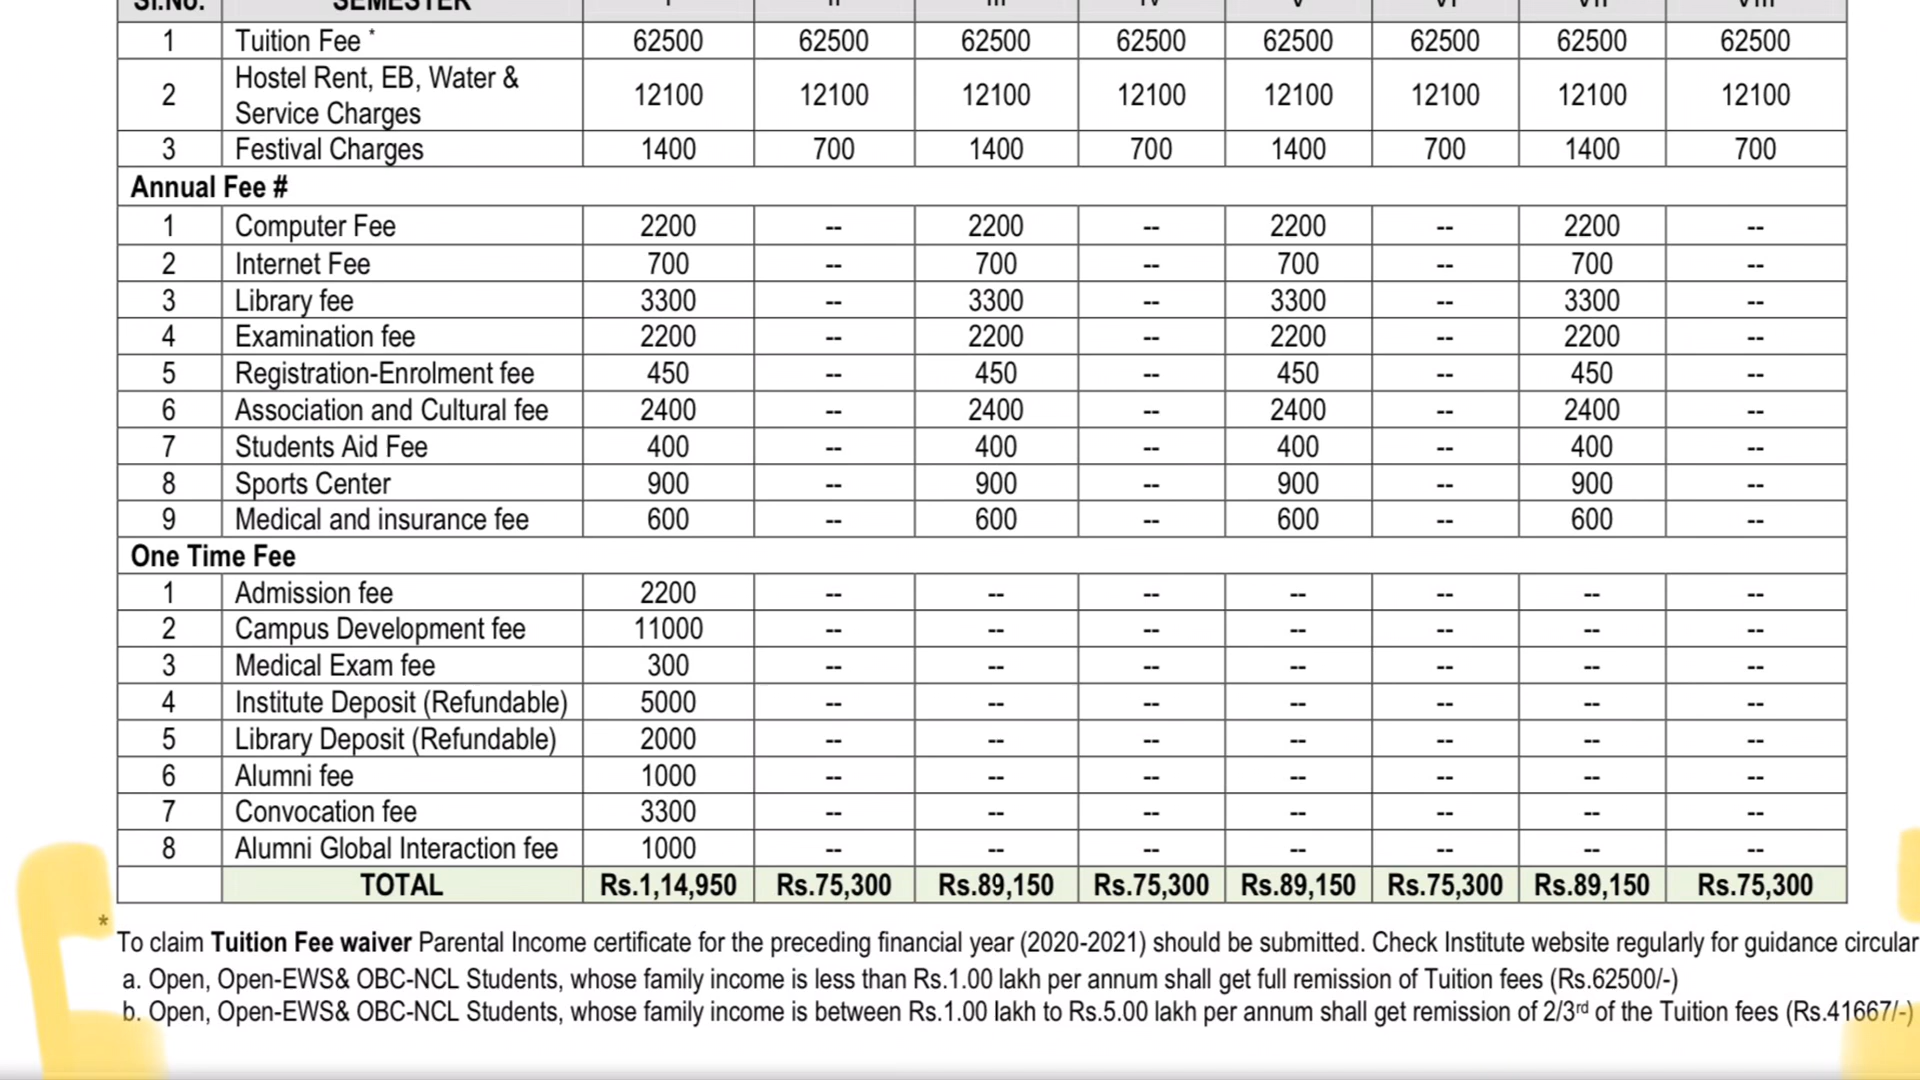 Sl.No. SEMESTER I II III IV V VI VII VIII
1 Tuition Fee * 62500 62500 62500 62500 62500 62500 62500 62500
2 Hostel Rent, EB, Water & Service Charges 12100 12100 12100 12100 12100 12100 12100 12100
3 Festival Charges 1400 700 1400 700 1400 700 1400 700
Annual Fee #
1 Computer Fee 2200 -- 2200 -- 2200 -- 2200 --
2 Internet Fee 700 -- 700 -- 700 -- 700 --
3 Library fee 3300 -- 3300 -- 3300 -- 3300 --
4 Examination fee 2200 -- 2200 -- 2200 -- 2200 --
5 Registration-Enrolment fee 450 -- 450 -- 450 -- 450 --
6 Association and Cultural fee 2400 -- 2400 -- 2400 -- 2400 --
7 Students Aid Fee 400 -- 400 -- 400 -- 400 --
8 Sports Center 900 -- 900 -- 900 -- 900 --
9 Medical and insurance fee 600 -- 600 -- 600 -- 600 --
One Time Fee
1 Admission fee 2200 -- -- -- -- -- -- --
2 Campus Development fee 11000 -- -- -- -- -- -- --
3 Medical Exam fee 300 -- -- -- -- -- -- --
4 Institute Deposit (Refundable) 5000 -- -- -- -- -- -- --
5 Library Deposit (Refundable) 2000 -- -- -- -- -- -- --
6 Alumni fee 1000 -- -- -- -- -- -- --
7 Convocation fee 3300 -- -- -- -- -- -- --
8 Alumni Global Interaction fee 1000 -- -- -- -- -- -- --
TOTAL Rs.1,14,950 Rs.75,300 Rs.89,150 Rs.75,300 Rs.89,150 Rs.75,300 Rs.89,150 Rs.75,300
* To claim Tuition Fee waiver Parental Income certificate for the preceding financial year (2020-2021) should be submitted. Check Institute website regularly for guidance circular
a. Open, Open-EWS& OBC-NCL Students, whose family income is less than Rs.1.00 lakh per annum shall get full remission of Tuition fees (Rs.62500/-)
b. Open, Open-EWS& OBC-NCL Students, whose family income is between Rs.1.00 lakh to Rs.5.00 lakh per annum shall get remission of 2/3rd of the Tuition fees (Rs.41667/-)